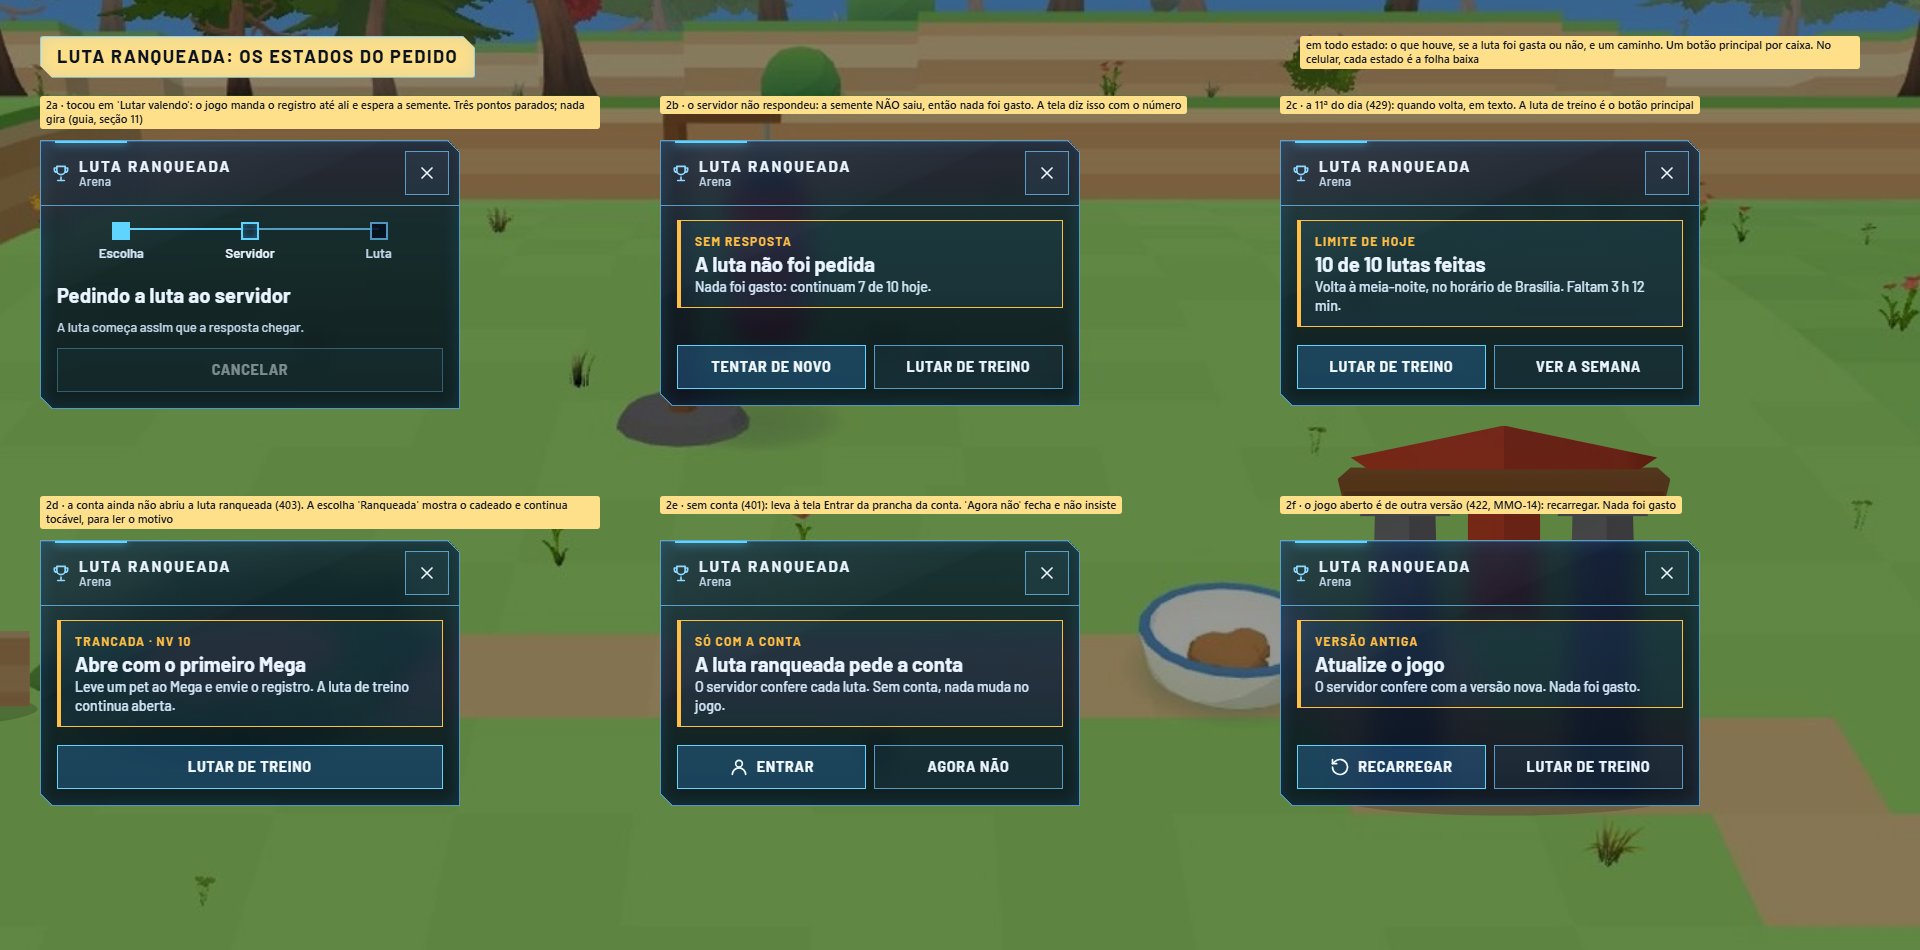 LUTA RANQUEADA: OS ESTADOS DO PEDIDO
em todo estado: o que houve, se a luta foi gasta ou não, e um caminho. Um botão principal por caixa. No
celular, cada estado é a folha baixa
2a · tocou em 'Lutar valendo': o jogo manda o registro até ali e espera a semente. Três pontos parados; nada
gira (guia, seção 11)
LUTA RANQUEADA
Arena
Escolha
Servidor
Luta
Pedindo a luta ao servidor
A luta começa assim que a resposta chegar.
CANCELAR
2b · o servidor não respondeu: a semente NÃO saiu, então nada foi gasto. A tela diz isso com o número
LUTA RANQUEADA
Arena
SEM RESPOSTA
A luta não foi pedida
Nada foi gasto: continuam 7 de 10 hoje.
TENTAR DE NOVO
LUTAR DE TREINO
2c · a 11ª do dia (429): quando volta, em texto. A luta de treino é o botão principal
LUTA RANQUEADA
Arena
LIMITE DE HOJE
10 de 10 lutas feitas
Volta à meia-noite, no horário de Brasília. Faltam 3 h 12
min.
LUTAR DE TREINO
VER A SEMANA
2d · a conta ainda não abriu a luta ranqueada (403). A escolha 'Ranqueada' mostra o cadeado e continua
tocável, para ler o motivo
LUTA RANQUEADA
Arena
TRANCADA · NV 10
Abre com o primeiro Mega
Leve um pet ao Mega e envie o registro. A luta de treino
continua aberta.
LUTAR DE TREINO
2e · sem conta (401): leva à tela Entrar da prancha da conta. 'Agora não' fecha e não insiste
LUTA RANQUEADA
Arena
SÓ COM A CONTA
A luta ranqueada pede a conta
O servidor confere cada luta. Sem conta, nada muda no
jogo.
ENTRAR
AGORA NÃO
2f · o jogo aberto é de outra versão (422, MMO-14): recarregar. Nada foi gasto
LUTA RANQUEADA
Arena
VERSÃO ANTIGA
Atualize o jogo
O servidor confere com a versão nova. Nada foi gasto.
RECARREGAR
LUTAR DE TREINO